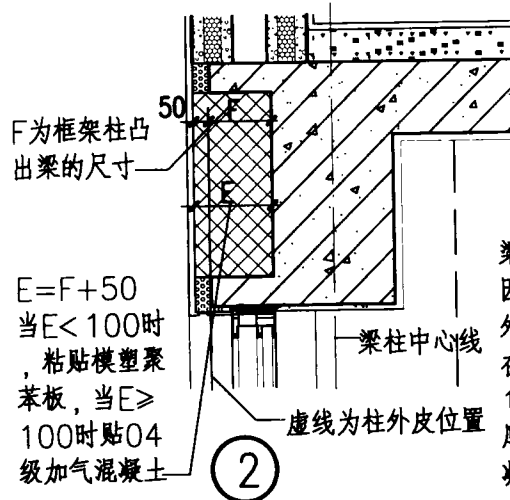 50
F
F为框架柱凸
出梁的尺寸
E
E=F+50
当E<100时
，粘贴模塑聚
苯板，当E≥
100时贴04
级加气混凝土
梁柱中心线
虚线为柱外皮位置
2
梁
外